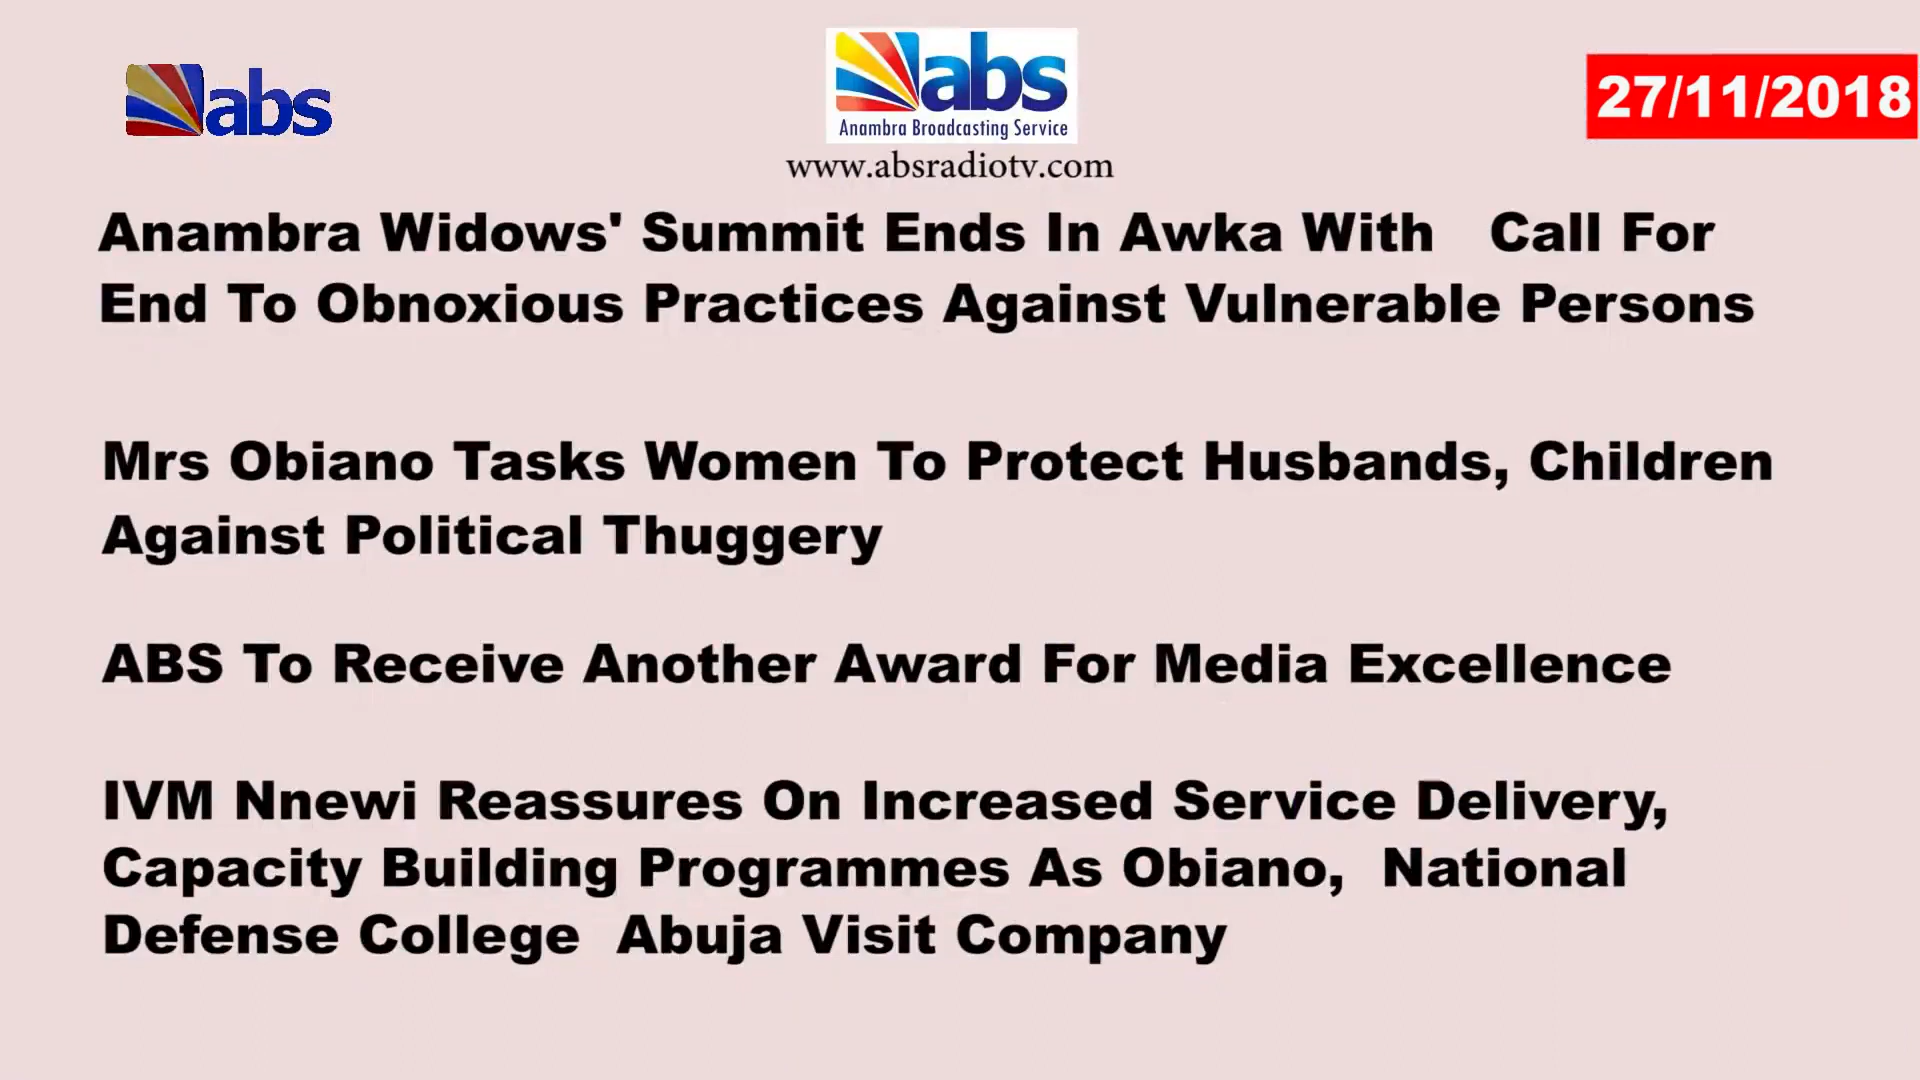 abs
abs
Anambra Broadcasting Service
www.absradiotv.com
27/11/2018
Anambra Widows' Summit Ends In Awka With   Call For
End To Obnoxious Practices Against Vulnerable Persons
Mrs Obiano Tasks Women To Protect Husbands, Children
Against Political Thuggery
ABS To Receive Another Award For Media Excellence
IVM Nnewi Reassures On Increased Service Delivery,
Capacity Building Programmes As Obiano,  National
Defense College  Abuja Visit Company